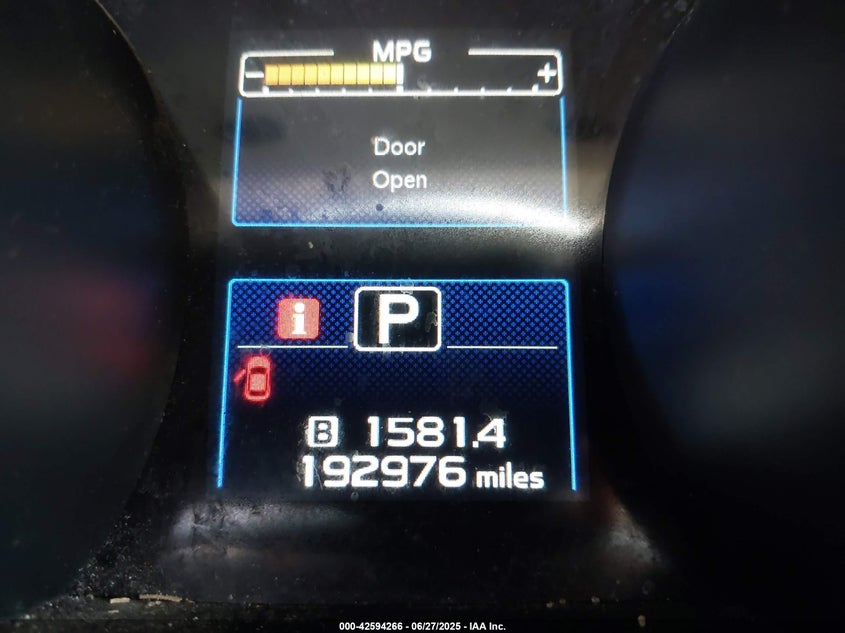 MPG
- +
Door
Open
i P
B 1581.4
192976 miles
000-42594266 - 06/27/2025 - IAA Inc.